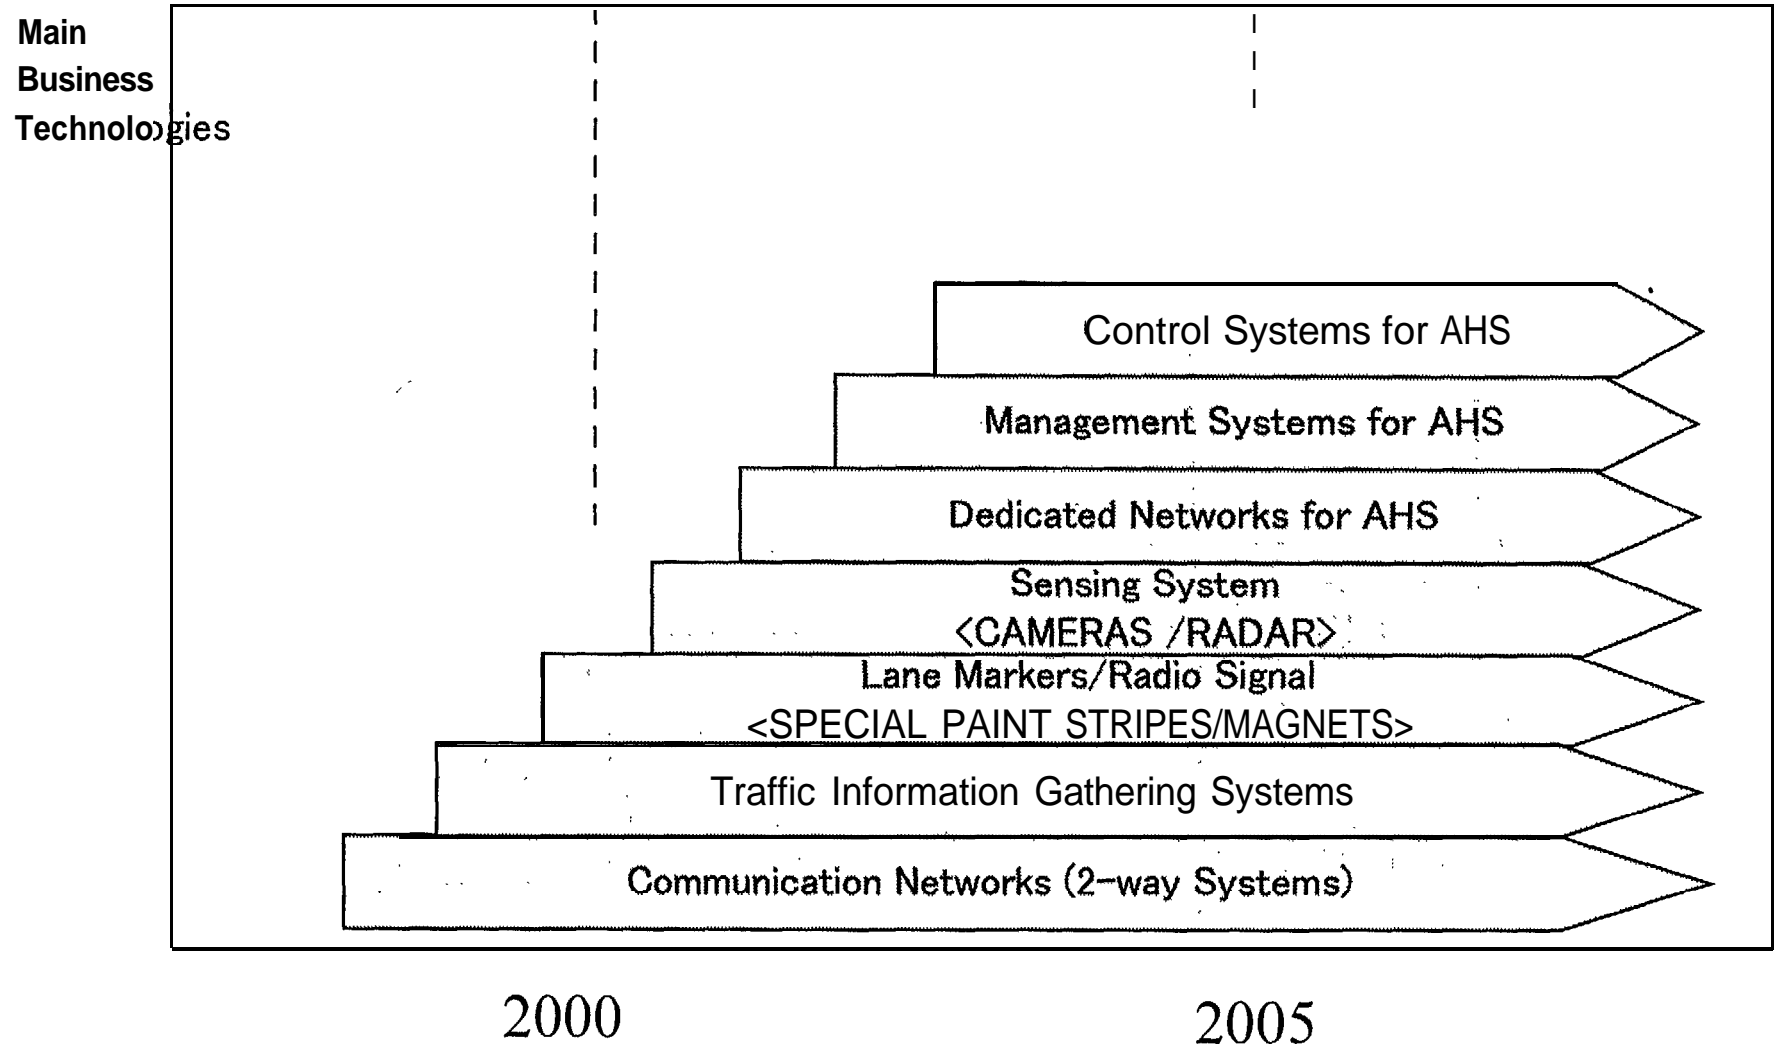 Main
Business
Technologies
Control Systems for AHS
Management Systems for AHS
Dedicated Networks for AHS
Sensing System
<CAMERAS /RADAR>
Lane Markers/Radio Signal
<SPECIAL PAINT STRIPES/MAGNETS>
Traffic Information Gathering Systems
Communication Networks (2-way Systems)
2000
2005